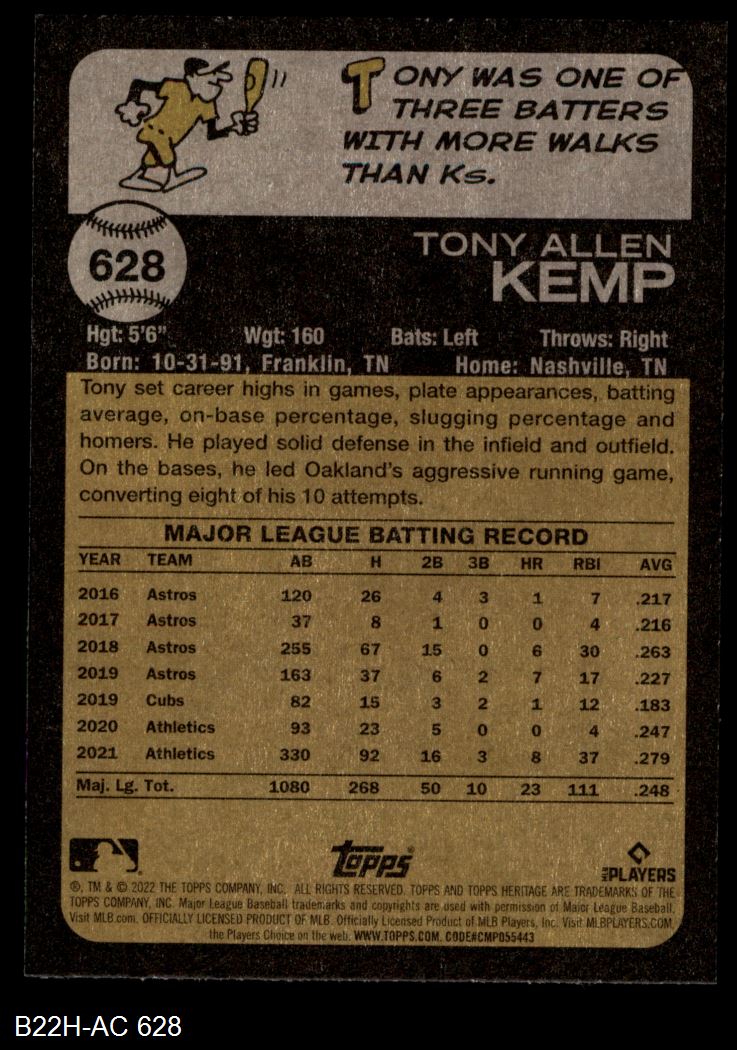 TONY WAS ONE OF
THREE BATTERS
WITH MORE WALKS
THAN Ks.
628
TONY ALLEN
KEMP
Hgt: 5'6" Wgt: 160 Bats: Left Throws: Right
Born: 10-31-91, Franklin, TN Home: Nashville, TN
Tony set career highs in games, plate appearances, batting
average, on-base percentage, slugging percentage and
homers. He played solid defense in the infield and outfield.
On the bases, he led Oakland's aggressive running game,
converting eight of his 10 attempts.
MAJOR LEAGUE BATTING RECORD
YEAR TEAM AB H 2B 3B HR RBI AVG
2016 Astros 120 26 4 3 1 7 .217
2017 Astros 37 8 1 0 0 4 .216
2018 Astros 255 67 15 0 6 30 .263
2019 Astros 163 37 6 2 7 17 .227
2019 Cubs 82 15 3 2 1 12 .183
2020 Athletics 93 23 5 0 0 4 .247
2021 Athletics 330 92 16 3 8 37 .279
Maj. Lg. Tot. 1080 268 50 10 23 111 .248
Topps® MLB PLAYERS
®, TM & © 2022 THE TOPPS COMPANY, INC. ALL RIGHTS RESERVED. TOPPS AND TOPPS HERITAGE ARE TRADEMARKS OF THE
TOPPS COMPANY, INC. Major League Baseball trademarks and copyrights are used with permission of Major League Baseball.
Visit MLB.com. OFFICIALLY LICENSED PRODUCT OF MLB. Officially Licensed Product of MLB Players, Inc. Visit MLBPLAYERS.COM,
the Players Choice on the web. WWW.TOPPS.COM. CODE#CMP055443
B22H-AC 628